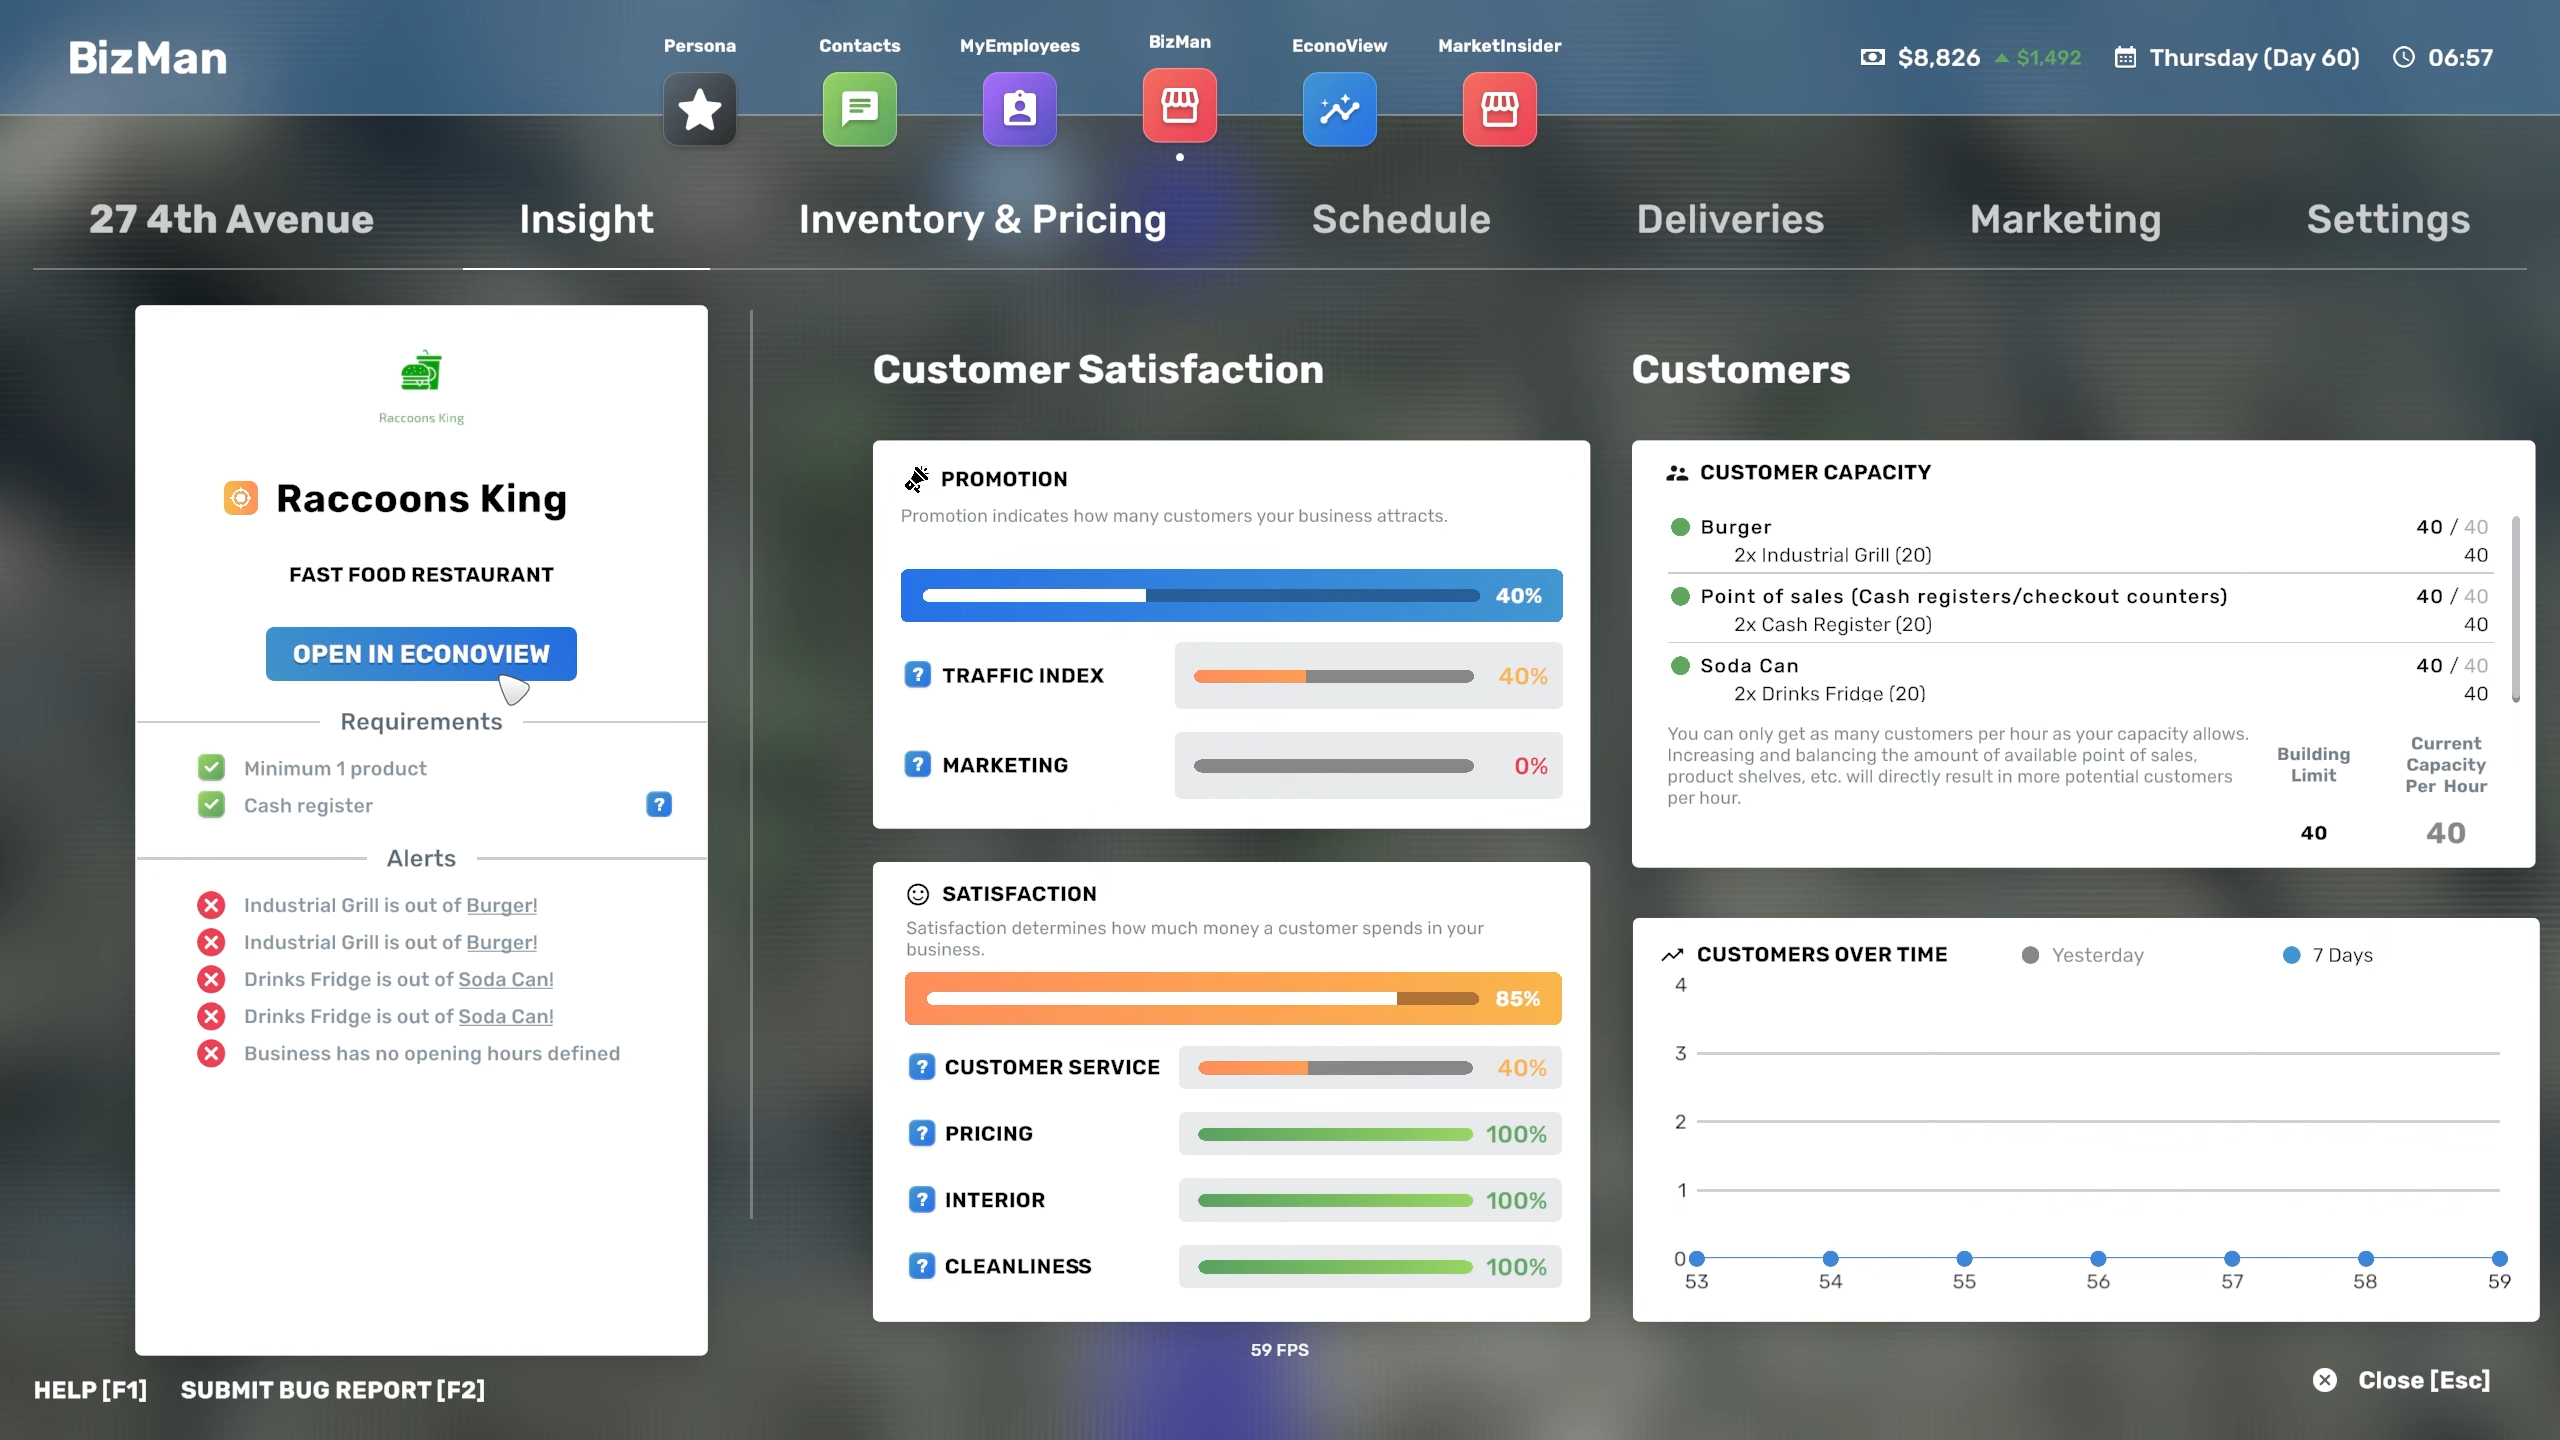 BizMan
Persona
Contacts
MyEmployees
BizMan
EconoView
MarketInsider
$8,826
$1,492
Thursday (Day 60)
06:57
27 4th Avenue
Insight
Inventory & Pricing
Schedule
Deliveries
Marketing
Settings
Raccoons King
Raccoons King
FAST FOOD RESTAURANT
OPEN IN ECONOVIEW
Requirements
Minimum 1 product
Cash register
?
Alerts
Industrial Grill is out of Burger!
Industrial Grill is out of Burger!
Drinks Fridge is out of Soda Can!
Drinks Fridge is out of Soda Can!
Business has no opening hours defined
Customer Satisfaction
PROMOTION
Promotion indicates how many customers your business attracts.
40%
? TRAFFIC INDEX 40%
? MARKETING 0%
SATISFACTION
Satisfaction determines how much money a customer spends in your
business.
85%
? CUSTOMER SERVICE 40%
? PRICING 100%
? INTERIOR 100%
? CLEANLINESS 100%
Customers
CUSTOMER CAPACITY
Burger 40 / 40
2x Industrial Grill (20) 40
Point of sales (Cash registers/checkout counters) 40 / 40
2x Cash Register (20) 40
Soda Can 40 / 40
2x Drinks Fridge (20) 40
You can only get as many customers per hour as your capacity allows.
Increasing and balancing the amount of available point of sales,
product shelves, etc. will directly result in more potential customers
per hour.
Building
Limit
40
Current
Capacity
Per Hour
40
CUSTOMERS OVER TIME
Yesterday
7 Days
4
3
2
1
0
53 54 55 56 57 58 59
59 FPS
HELP [F1]
SUBMIT BUG REPORT [F2]
Close [Esc]